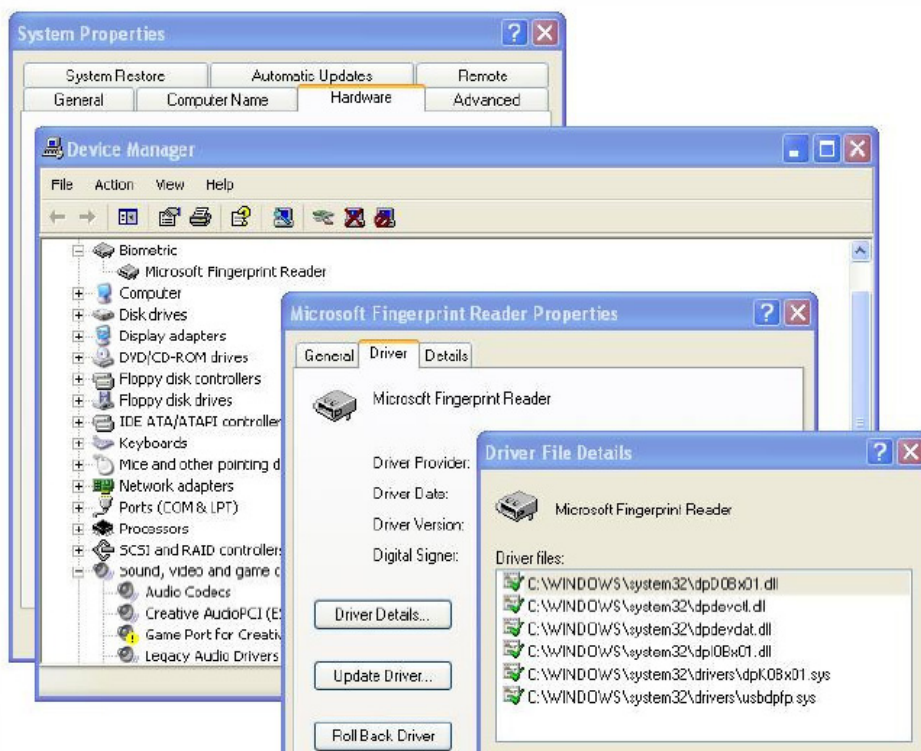 System Properties
System Restore Automatic Updates Remote
General Computer Name Hardware Advanced
Device Manager
File Action View Help
Biometric
Microsoft Fingerprint Reader
Computer
Disk drives
Display adapters
DVD/CD-ROM drives
Floppy disk controllers
Floppy disk drives
IDE ATA/ATAPI controller
Keyboards
Mice and other pointing d
Network adapters
Ports (COM & LPT)
Processors
SCSI and RAID controller
Sound, video and game c
Audio Codecs
Creative AudioPCI (E
Game Port for Creativ
Legacy Audio Drivers
Microsoft Fingerprint Reader Properties
General Driver Details
Microsoft Fingerprint Reader
Driver Provider:
Driver Date:
Driver Version:
Digital Signer:
Driver Details...
Update Driver...
Roll Back Driver
Driver File Details
Microsoft Fingerprint Reader
Driver files:
C:\WINDOWS\system32\dpD0Bx01.dll
C:\WINDOWS\system32\dpdevctl.dll
C:\WINDOWS\system32\dpdevdat.dll
C:\WINDOWS\system32\dpI0Bx01.dll
C:\WINDOWS\system32\drivers\dpK0Bx01.sys
C:\WINDOWS\system32\drivers\usbdpfp.sys